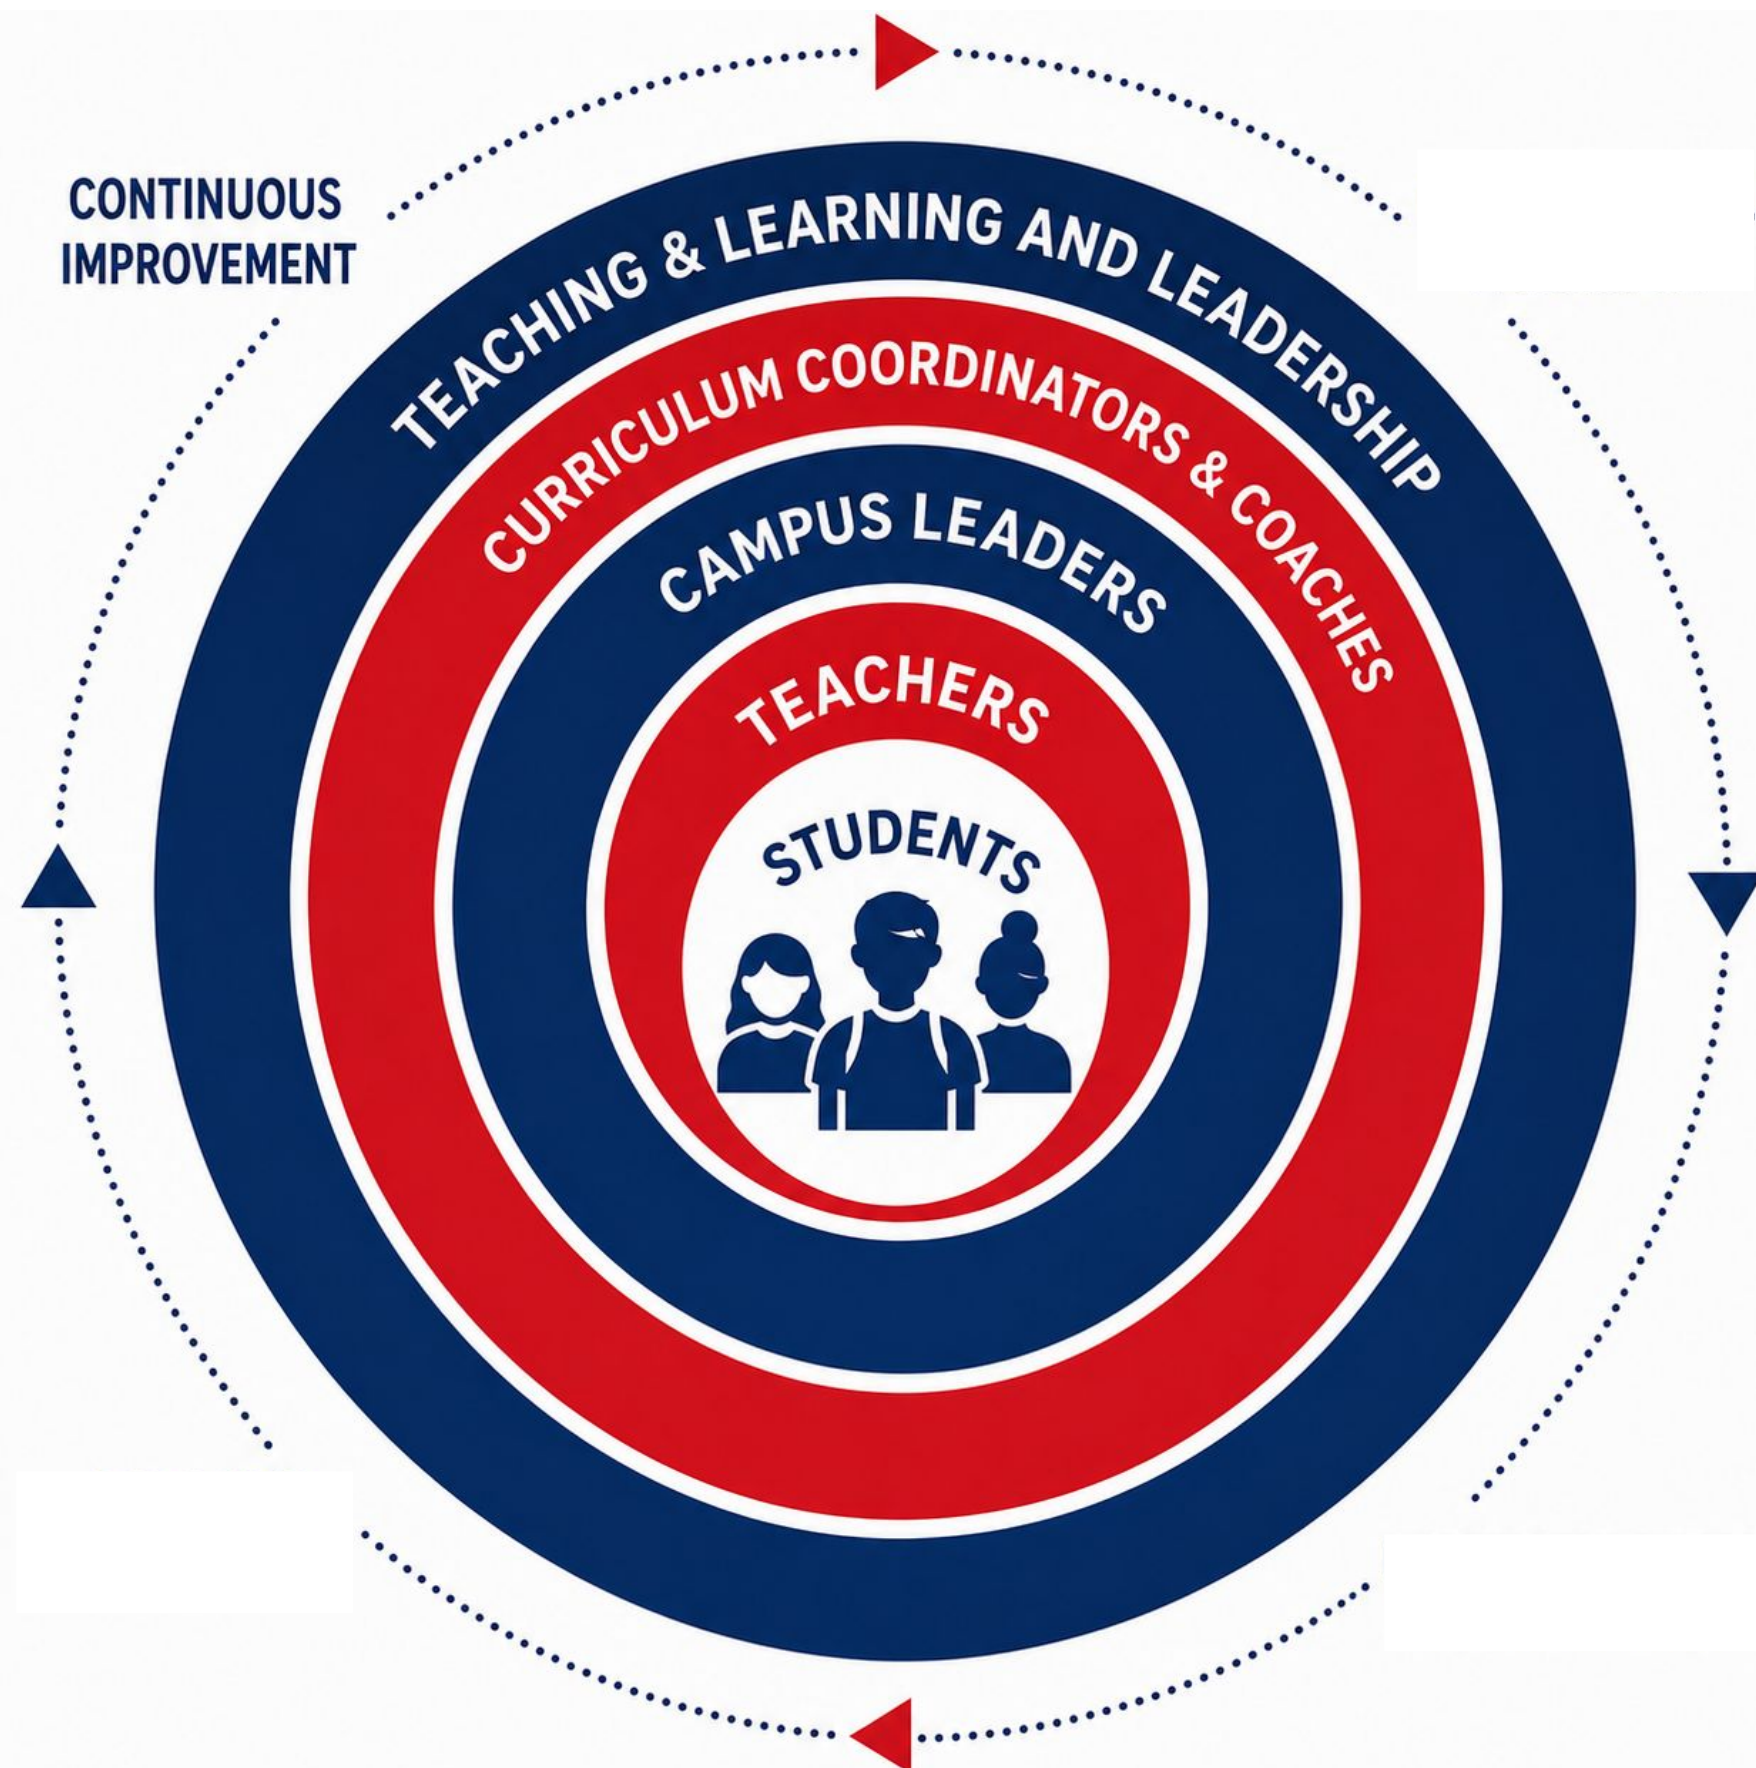 CONTINUOUS
IMPROVEMENT
TEACHING & LEARNING AND LEADERSHIP
CURRICULUM COORDINATORS & COACHES
CAMPUS LEADERS
TEACHERS
STUDENTS